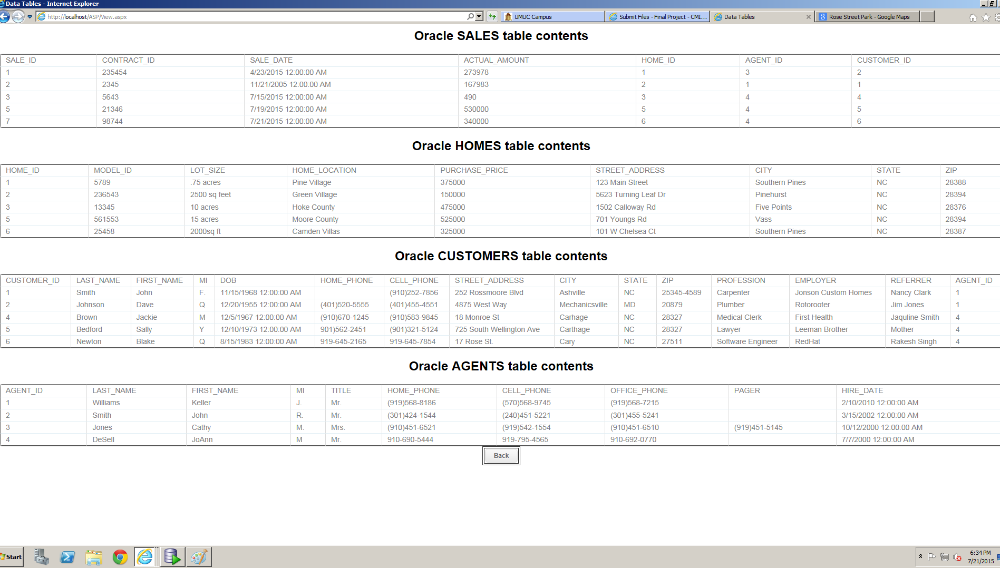 Data Tables - Internet Explorer
http://localhost/ASP/View.aspx UMUC Campus Submit Files - Final Project - CMI... Data Tables Rose Street Park - Google Maps
Oracle SALES table contents
SALE_ID CONTRACT_ID SALE_DATE ACTUAL_AMOUNT HOME_ID AGENT_ID CUSTOMER_ID
1 235454 4/23/2015 12:00:00 AM 273978 1 3 2
2 2345 11/21/2005 12:00:00 AM 167983 2 1 1
3 5643 7/15/2015 12:00:00 AM 490 3 4 4
5 21346 7/19/2015 12:00:00 AM 530000 5 4 5
7 98744 7/21/2015 12:00:00 AM 340000 6 4 6
Oracle HOMES table contents
HOME_ID MODEL_ID LOT_SIZE HOME_LOCATION PURCHASE_PRICE STREET_ADDRESS CITY STATE ZIP
1 5789 .75 acres Pine Village 375000 123 Main Street Southern Pines NC 28388
2 236543 2500 sq feet Green Village 150000 5623 Turning Leaf Dr Pinehurst NC 28394
3 13345 10 acres Hoke County 475000 1502 Calloway Rd Five Points NC 28376
5 561553 15 acres Moore County 525000 701 Youngs Rd Vass NC 28394
6 25458 2000sq ft Camden Villas 325000 101 W Chelsea Ct Southern Pines NC 28387
Oracle CUSTOMERS table contents
CUSTOMER_ID LAST_NAME FIRST_NAME MI DOB HOME_PHONE CELL_PHONE STREET_ADDRESS CITY STATE ZIP PROFESSION EMPLOYER REFERRER AGENT_ID
1 Smith John F. 11/15/1968 12:00:00 AM (910)252-7856 252 Rossmoore Blvd Ashville NC 25345-4589 Carpenter Jonson Custom Homes Nancy Clark 1
2 Johnson Dave Q 12/20/1955 12:00:00 AM (401)520-5555 (401)455-4551 4875 West Way Mechanicsville MD 20879 Plumber Rotorooter Jim Jones 1
4 Brown Jackie M 12/5/1967 12:00:00 AM (910)670-1245 (910)583-9845 18 Monroe St Carhage NC 28327 Medical Clerk First Health Jaquline Smith 4
5 Bedford Sally Y 12/10/1973 12:00:00 AM 901)562-2451 (901)321-5124 725 South Wellington Ave Carthage NC 28327 Lawyer Leeman Brother Mother 4
6 Newton Blake Q 8/15/1983 12:00:00 AM 919-645-2165 919-645-7854 17 Rose St. Cary NC 27511 Software Engineer RedHat Rakesh Singh 4
Oracle AGENTS table contents
AGENT_ID LAST_NAME FIRST_NAME MI TITLE HOME_PHONE CELL_PHONE OFFICE_PHONE PAGER HIRE_DATE
1 Williams Keller J. Mr. (919)568-8186 (570)568-9745 (919)568-7215 2/10/2010 12:00:00 AM
2 Smith John R. Mr. (301)424-1544 (240)451-5221 (301)455-5241 3/15/2002 12:00:00 AM
3 Jones Cathy M. Mrs. (910)451-6521 (919)542-1554 (910)451-6510 (919)451-5145 10/12/2000 12:00:00 AM
4 DeSell JoAnn M Mr. 910-690-5444 919-795-4565 910-692-0770 7/7/2000 12:00:00 AM
Back
Start 6:34 PM
7/21/2015